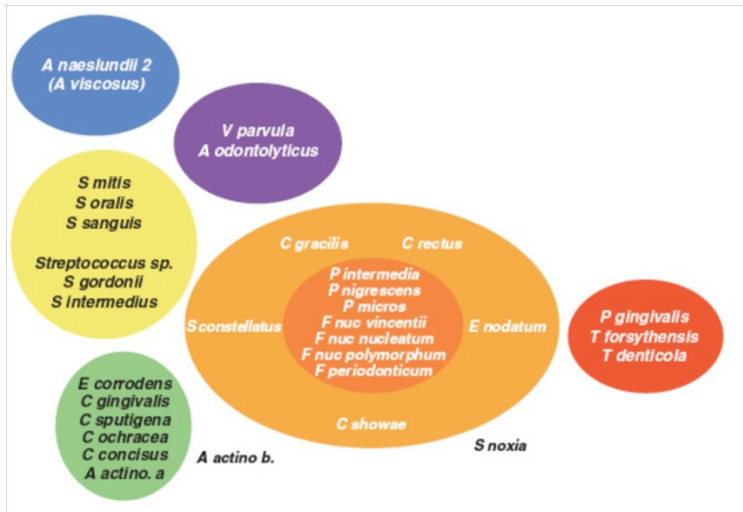 A naeslundii 2
(A viscosus)
V parvula
A odontolyticus
S mitis
S oralis
S sanguis
Streptococcus sp.
S gordonii
S intermedius
C gracilis
C rectus
P intermedia
P nigrescens
P micros
F nuc vincentii
F nuc nucleatum
F nuc polymorphum
F periodonticum
S constellatus
E nodatum
C showae
P gingivalis
T forsythensis
T denticola
E corrodens
C gingivalis
C sputigena
C ochracea
C concisus
A actino. a
A actino b.
S noxia